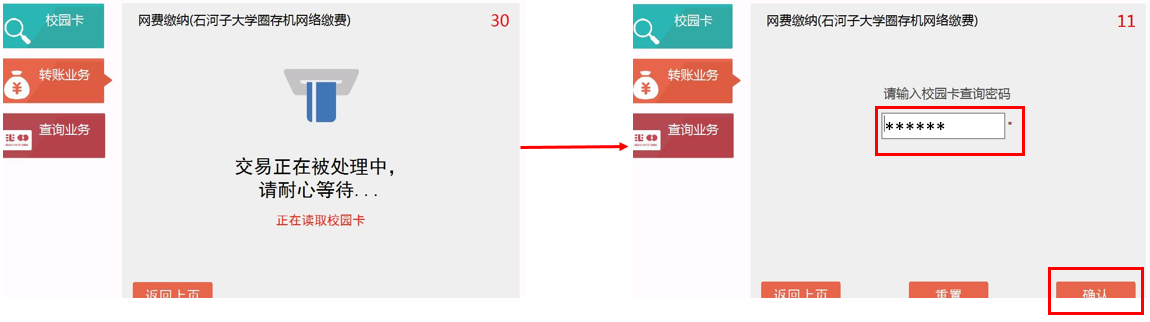 校园卡
转账业务
查询业务
网费缴纳(石河子大学圈存机网络缴费)
30
交易正在被处理中,
请耐心等待...
正在读取校园卡
返回上页
校园卡
转账业务
查询业务
网费缴纳(石河子大学圈存机网络缴费)
11
请输入校园卡查询密码
****** *
返回上页
重置
确认